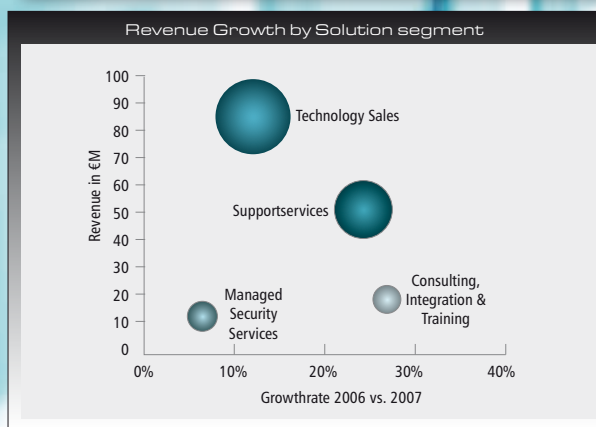 Revenue Growth by Solution segment
100
90
80
70
60
50
40
30
20
10
0
Revenue in €M
Technology Sales
Supportservices
Managed
Security
Services
Consulting,
Integration &
Training
0%
10%
20%
30%
40%
Growthrate 2006 vs. 2007